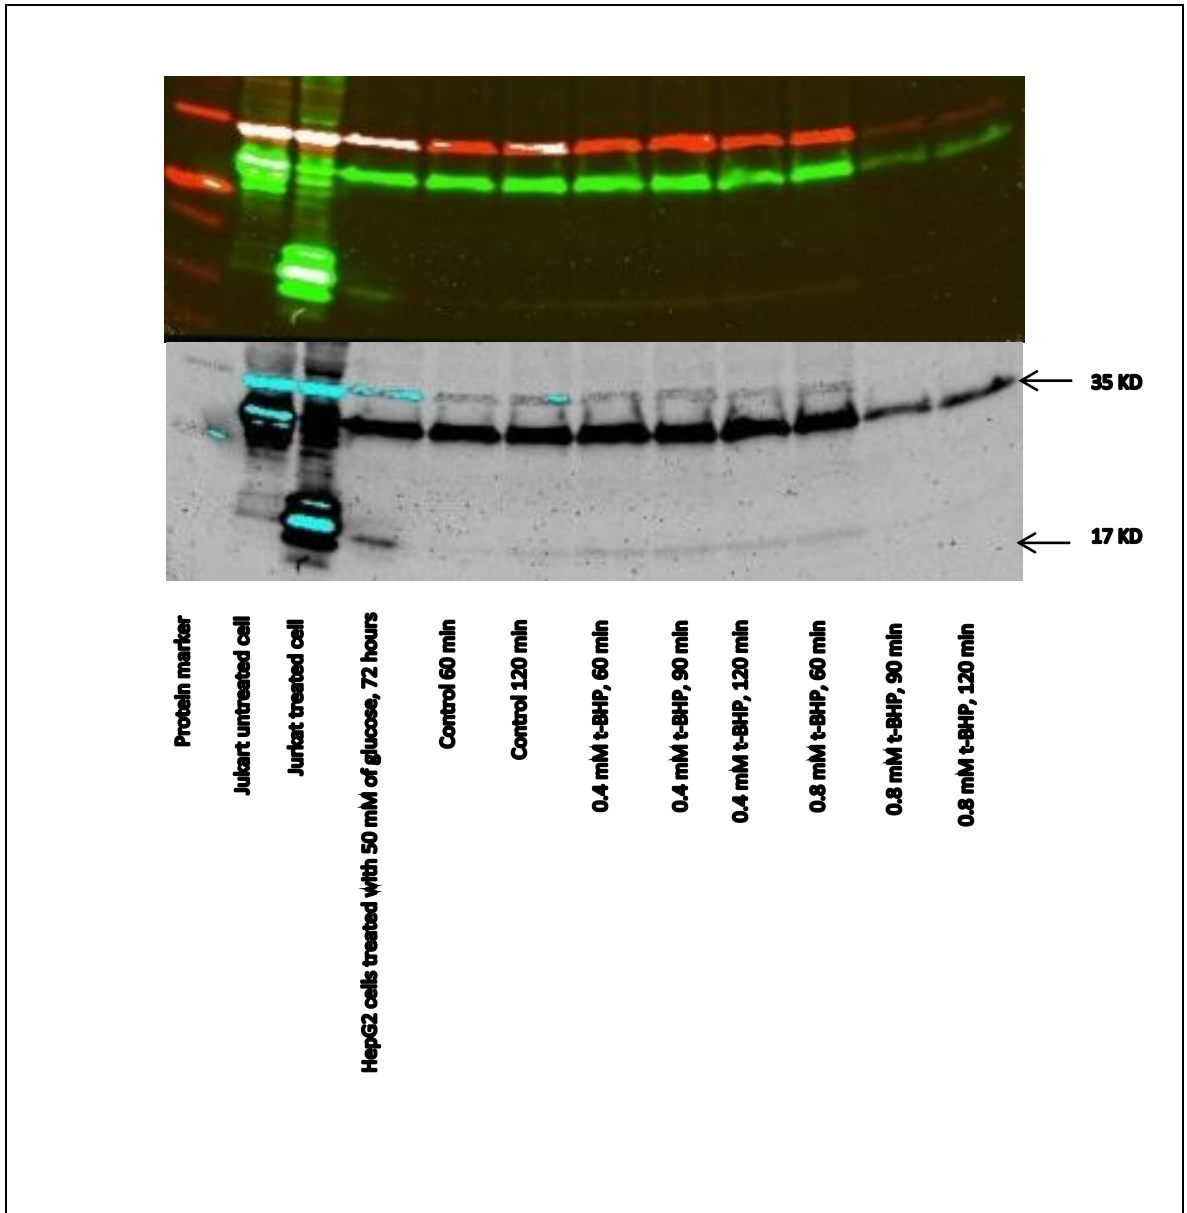 35 KD
17 KD
Protein marker
Jukart untreated cell
Jurkat treated cell
HepG2 cells treated with 50 mM of glucose, 72 hours
Control 60 min
Control 120 min
0.4 mM t-BHP, 60 min
0.4 mM t-BHP, 90 min
0.4 mM t-BHP, 120 min
0.8 mM t-BHP, 60 min
0.8 mM t-BHP, 90 min
0.8 mM t-BHP, 120 min